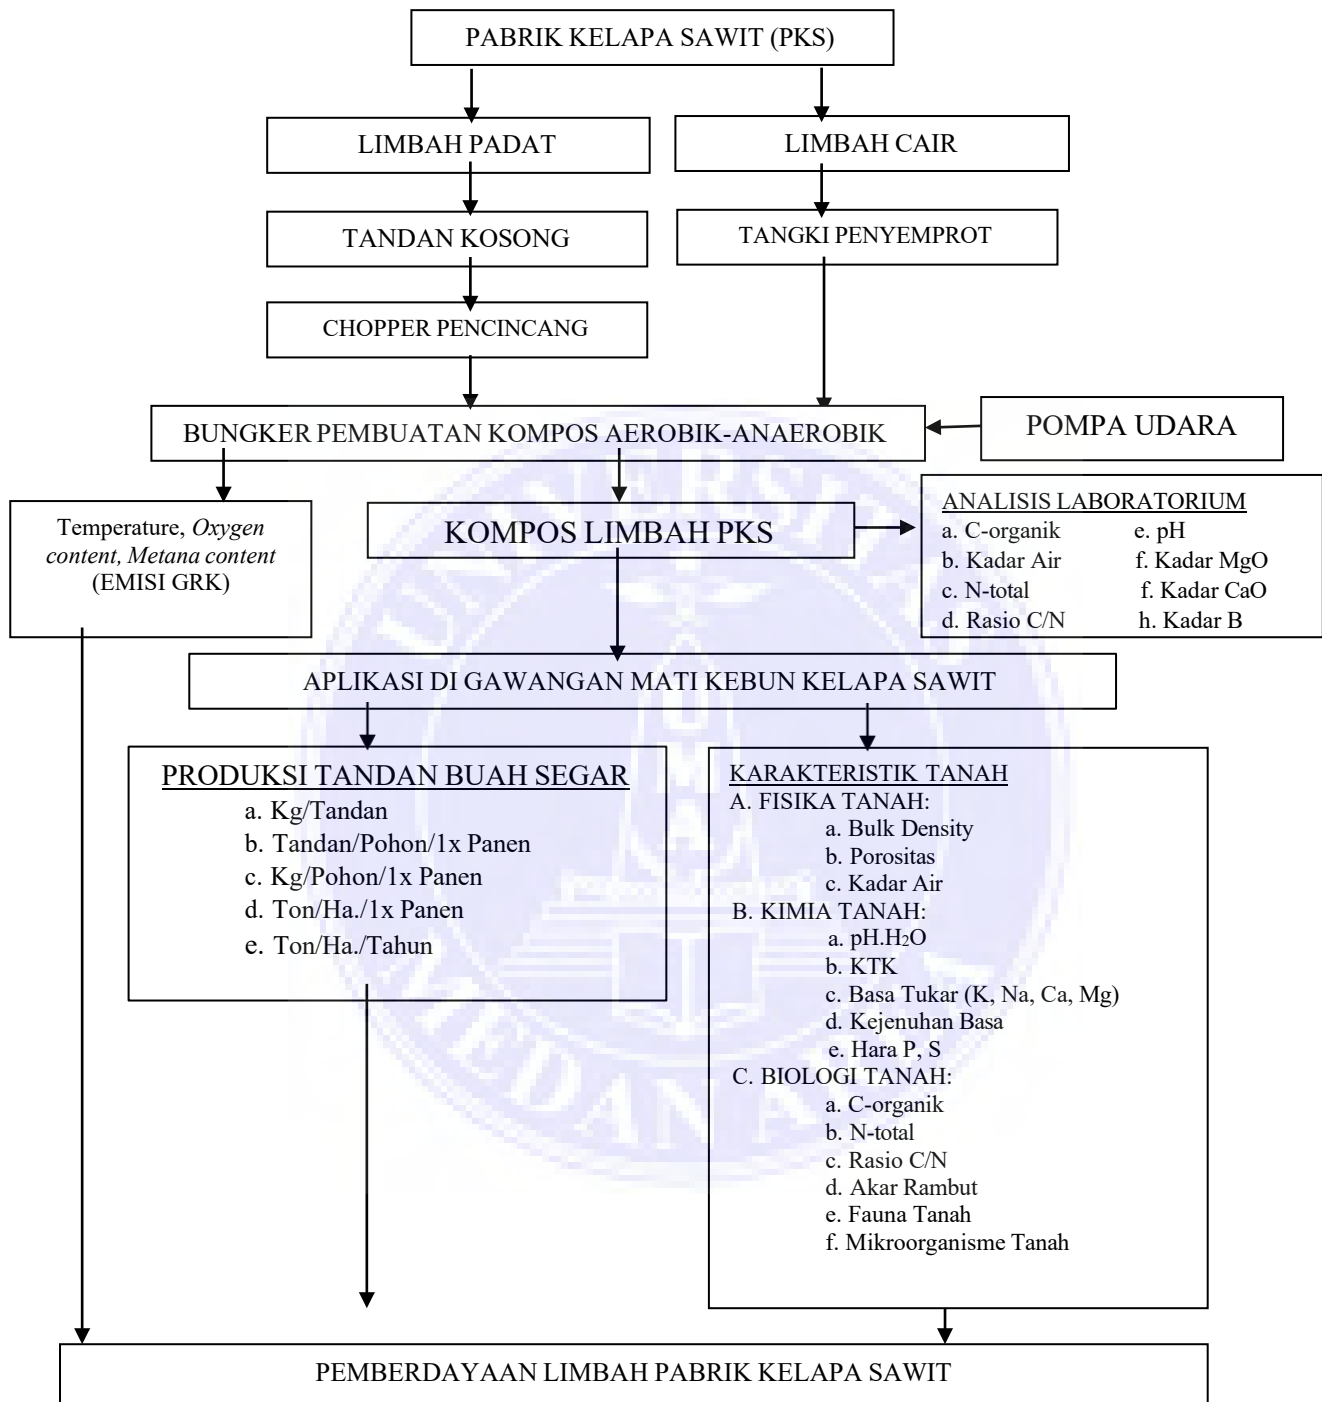 PABRIK KELAPA SAWIT (PKS)
LIMBAH PADAT
LIMBAH CAIR
TANDAN KOSONG
TANGKI PENYEMPROT
CHOPPER PENCINCANG
BUNGKER PEMBUATAN KOMPOS AEROBIK-ANAEROBIK
POMPA UDARA
Temperature, Oxygen
content, Metana content
(EMISI GRK)
KOMPOS LIMBAH PKS
ANALISIS LABORATORIUM
a. C-organik e. pH
b. Kadar Air f. Kadar MgO
c. N-total f. Kadar CaO
d. Rasio C/N h. Kadar B
APLIKASI DI GAWANGAN MATI KEBUN KELAPA SAWIT
PRODUKSI TANDAN BUAH SEGAR
a. Kg/Tandan
b. Tandan/Pohon/1x Panen
c. Kg/Pohon/1x Panen
d. Ton/Ha./1x Panen
e. Ton/Ha./Tahun
KARAKTERISTIK TANAH
A. FISIKA TANAH:
a. Bulk Density
b. Porositas
c. Kadar Air
B. KIMIA TANAH:
a. pH.H₂O
b. KTK
c. Basa Tukar (K, Na, Ca, Mg)
d. Kejenuhan Basa
e. Hara P, S
C. BIOLOGI TANAH:
a. C-organik
b. N-total
c. Rasio C/N
d. Akar Rambut
e. Fauna Tanah
f. Mikroorganisme Tanah
PEMBERDAYAAN LIMBAH PABRIK KELAPA SAWIT
UNIVERSITAS
MEDAN AREA
UMA